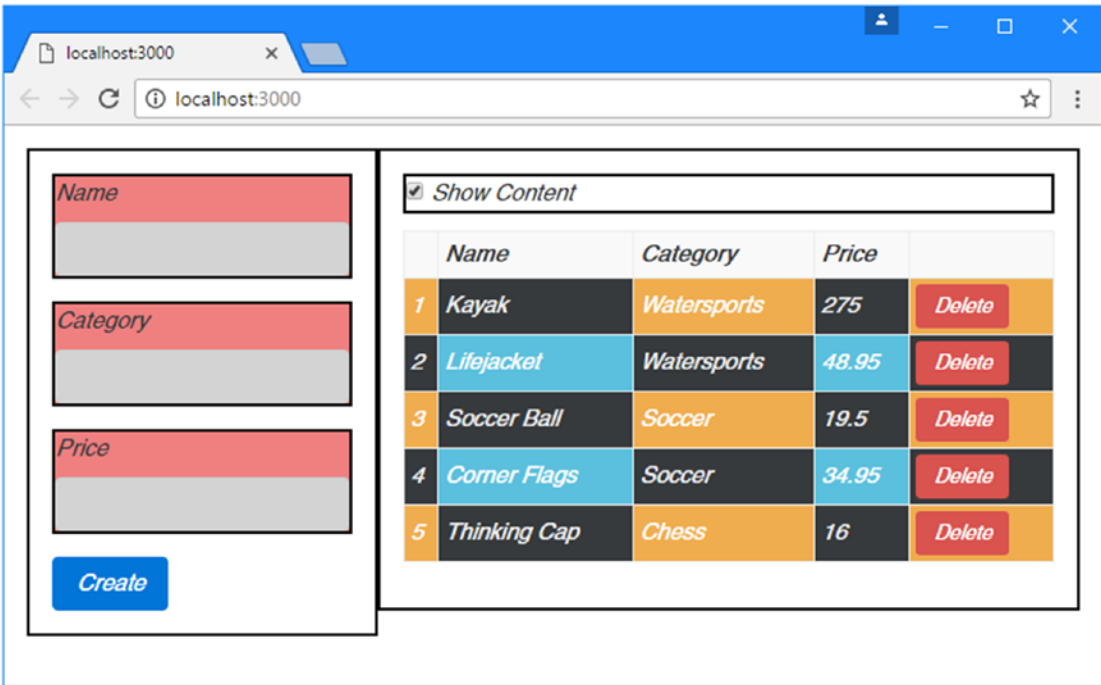 localhost:3000
localhost:3000
Name
Category
Price
Create
Show Content
Name Category Price
1 Kayak Watersports 275 Delete
2 Lifejacket Watersports 48.95 Delete
3 Soccer Ball Soccer 19.5 Delete
4 Corner Flags Soccer 34.95 Delete
5 Thinking Cap Chess 16 Delete